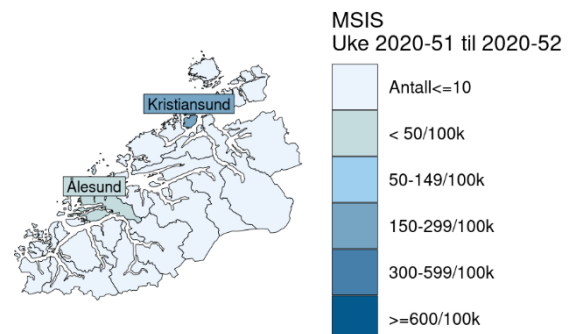 MSIS
Uke 2020-51 til 2020-52
Kristiansund
Ålesund
Antall<=10
< 50/100k
50-149/100k
150-299/100k
300-599/100k
>=600/100k